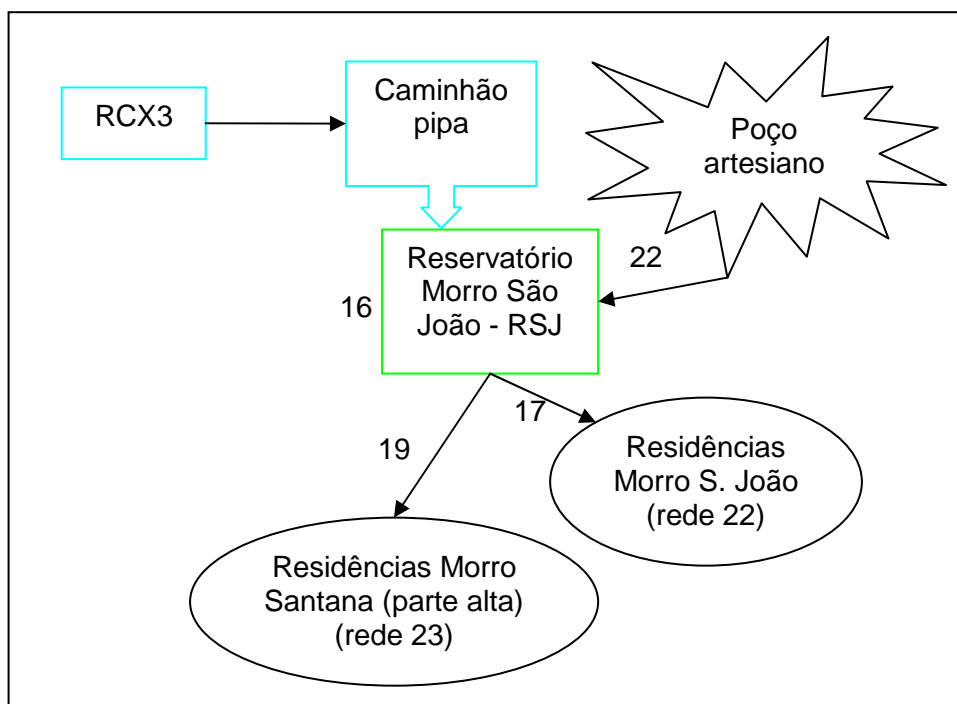 RCX3
Caminhão
pipa
Poço
artesiano
Reservatório
Morro São
João - RSJ
16
22
17
19
Residências
Morro S. João
(rede 22)
Residências Morro
Santana (parte alta)
(rede 23)